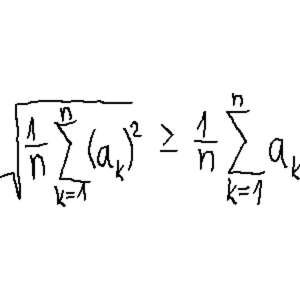 √(1/n ∑_{k=1}^{n} (a_k)²) ≥ 1/n ∑_{k=1}^{n} a_k